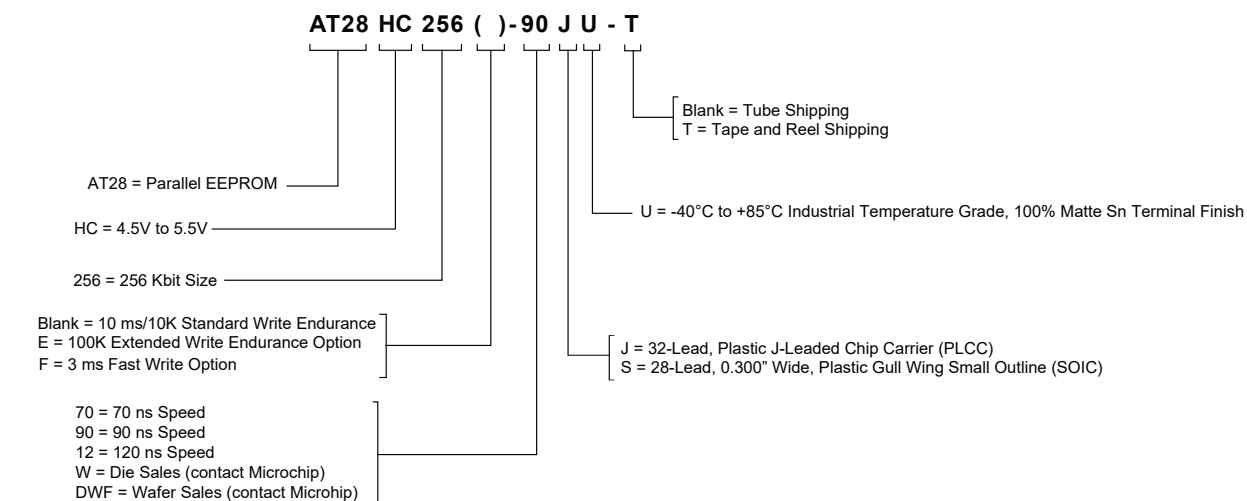 AT28 HC 256 ( )-90 J U - T
Blank = Tube Shipping
T = Tape and Reel Shipping
AT28 = Parallel EEPROM
U = -40°C to +85°C Industrial Temperature Grade, 100% Matte Sn Terminal Finish
HC = 4.5V to 5.5V
256 = 256 Kbit Size
Blank = 10 ms/10K Standard Write Endurance
E = 100K Extended Write Endurance Option
F = 3 ms Fast Write Option
J = 32-Lead, Plastic J-Leaded Chip Carrier (PLCC)
S = 28-Lead, 0.300” Wide, Plastic Gull Wing Small Outline (SOIC)
70 = 70 ns Speed
90 = 90 ns Speed
12 = 120 ns Speed
W = Die Sales (contact Microchip)
DWF = Wafer Sales (contact Microhip)